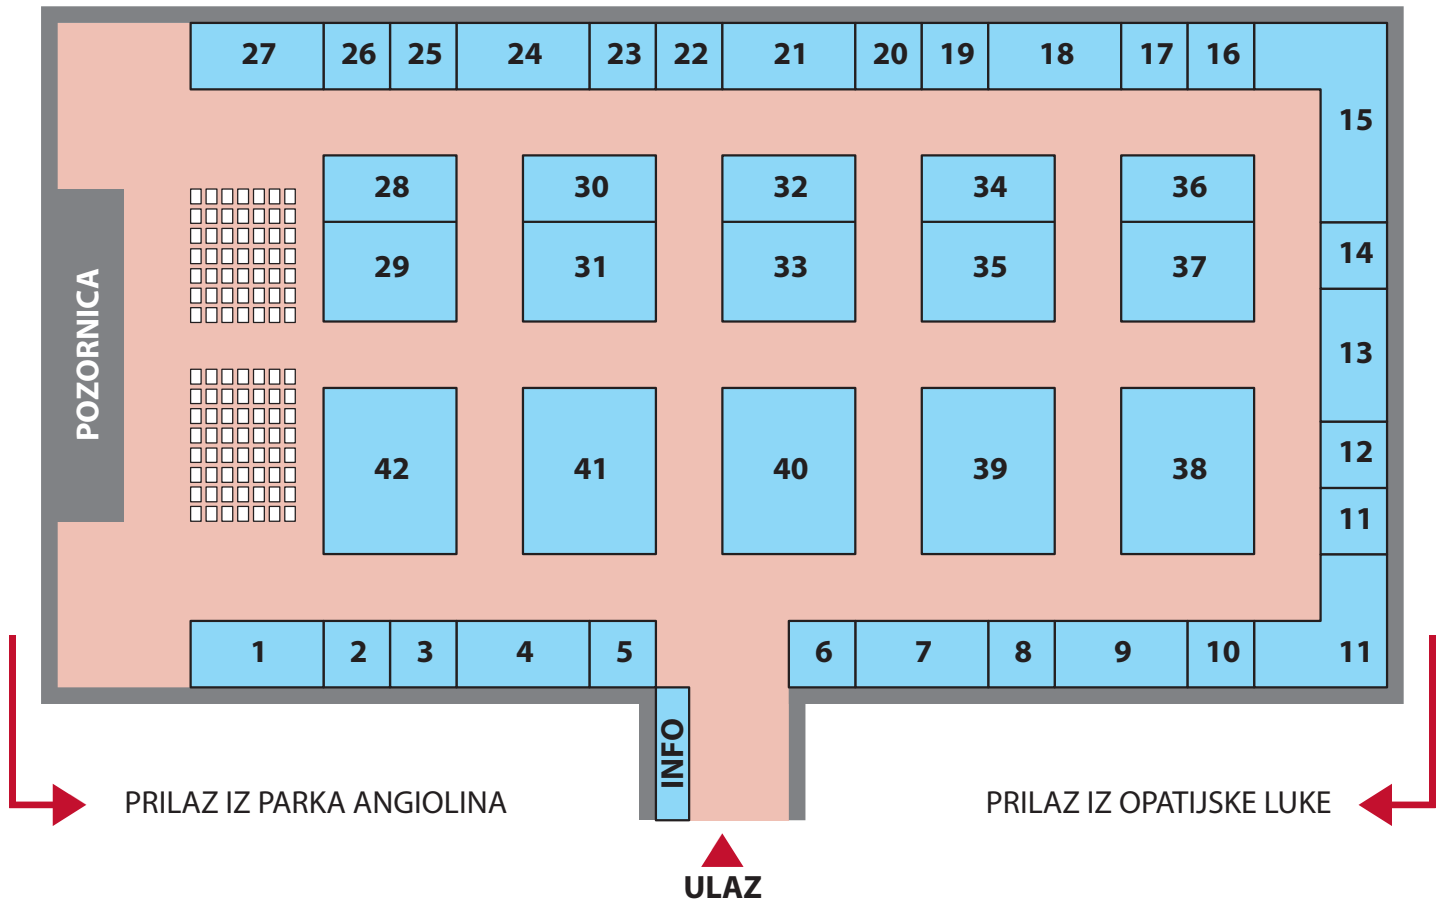 27 26 25 24 23 22 21 20 19 18 17 16
15
28 30 32 34 36
29 31 33 35 37
14
13
12
11
POZORNICA
42 41 40 39 38
1 2 3 4 5 6 7 8 9 10 11
INFO
PRILAZ IZ PARKA ANGIOLINA
PRILAZ IZ OPATIJSKE LUKE
ULAZ